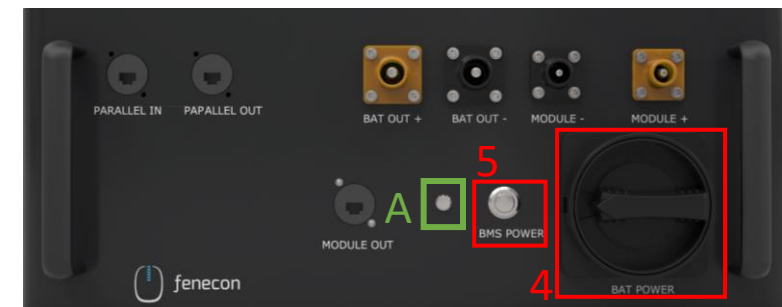 PARALLEL IN
PAPALLEL OUT
BAT OUT +
BAT OUT -
MODULE -
MODULE +
5
A
BMS POWER
MODULE OUT
4
BAT POWER
fenecon